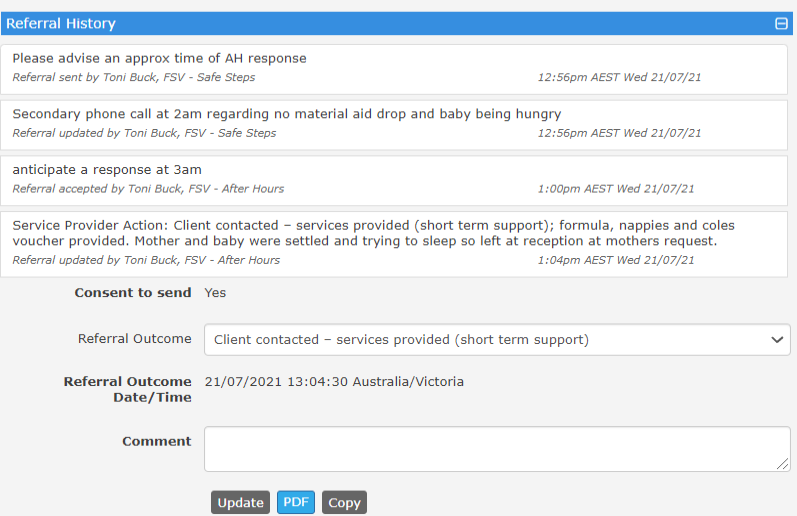 Referral History
Please advise an approx time of AH response
Referral sent by Toni Buck, FSV - Safe Steps 12:56pm AEST Wed 21/07/21
Secondary phone call at 2am regarding no material aid drop and baby being hungry
Referral updated by Toni Buck, FSV - Safe Steps 12:56pm AEST Wed 21/07/21
anticipate a response at 3am
Referral accepted by Toni Buck, FSV - After Hours 1:00pm AEST Wed 21/07/21
Service Provider Action: Client contacted – services provided (short term support); formula, nappies and coles
voucher provided. Mother and baby were settled and trying to sleep so left at reception at mothers request.
Referral updated by Toni Buck, FSV - After Hours 1:04pm AEST Wed 21/07/21
Consent to send Yes
Referral Outcome Client contacted – services provided (short term support)
Referral Outcome 21/07/2021 13:04:30 Australia/Victoria
Date/Time
Comment
Update PDF Copy